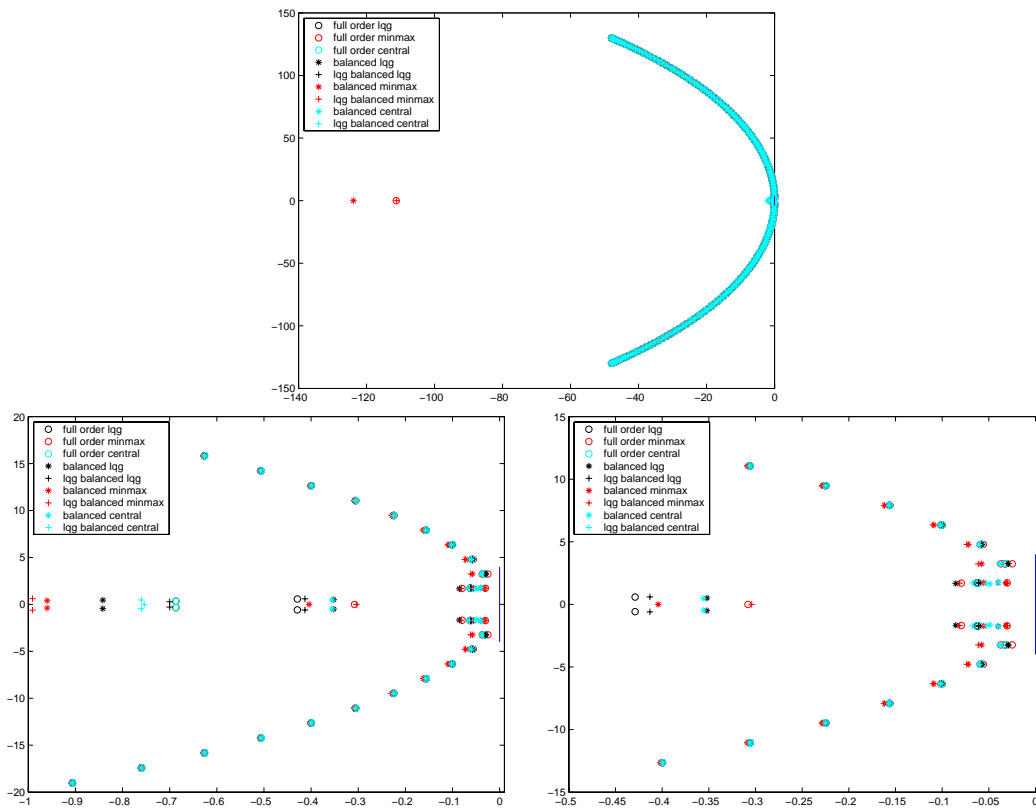 150
100
50
0
−50
−100
−150
−140 −120 −100 −80 −60 −40 −20 0
full order lqg
full order minmax
full order central
balanced lqg
lqg balanced lqg
balanced minmax
lqg balanced minmax
balanced central
lqg balanced central
20
15
10
5
0
−5
−10
−15
−20
−1 −0.9 −0.8 −0.7 −0.6 −0.5 −0.4 −0.3 −0.2 −0.1 0
full order lqg
full order minmax
full order central
balanced lqg
lqg balanced lqg
balanced minmax
lqg balanced minmax
balanced central
lqg balanced central
15
10
5
0
−5
−10
−15
−0.5 −0.45 −0.4 −0.35 −0.3 −0.25 −0.2 −0.15 −0.1 −0.05
full order lqg
full order minmax
full order central
balanced lqg
lqg balanced lqg
balanced minmax
lqg balanced minmax
balanced central
lqg balanced central